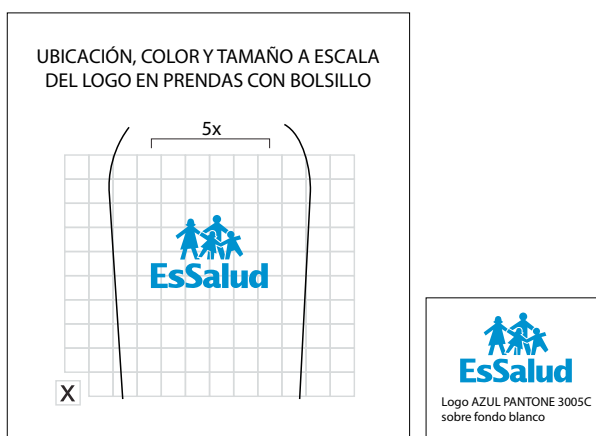 UBICACIÓN, COLOR Y TAMAÑO A ESCALA
DEL LOGO EN PRENDAS CON BOLSILLO
5x
EsSalud
X
EsSalud
Logo AZUL PANTONE 3005C
sobre fondo blanco